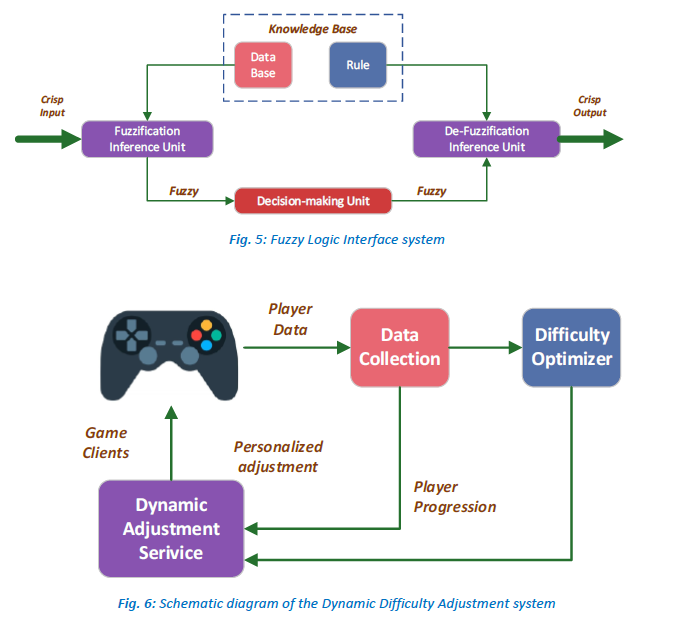 Knowledge Base
Data
Base
Rule
Crisp
Input
Crisp
Output
Fuzzification
Inference Unit
De-Fuzzification
Inference Unit
Fuzzy
Decision-making Unit
Fuzzy
Fig. 5: Fuzzy Logic Interface system
Player
Data
Data
Collection
Difficulty
Optimizer
Game
Clients
Personalized
adjustment
Player
Progression
Dynamic
Adjustment
Serivice
Fig. 6: Schematic diagram of the Dynamic Difficulty Adjustment system